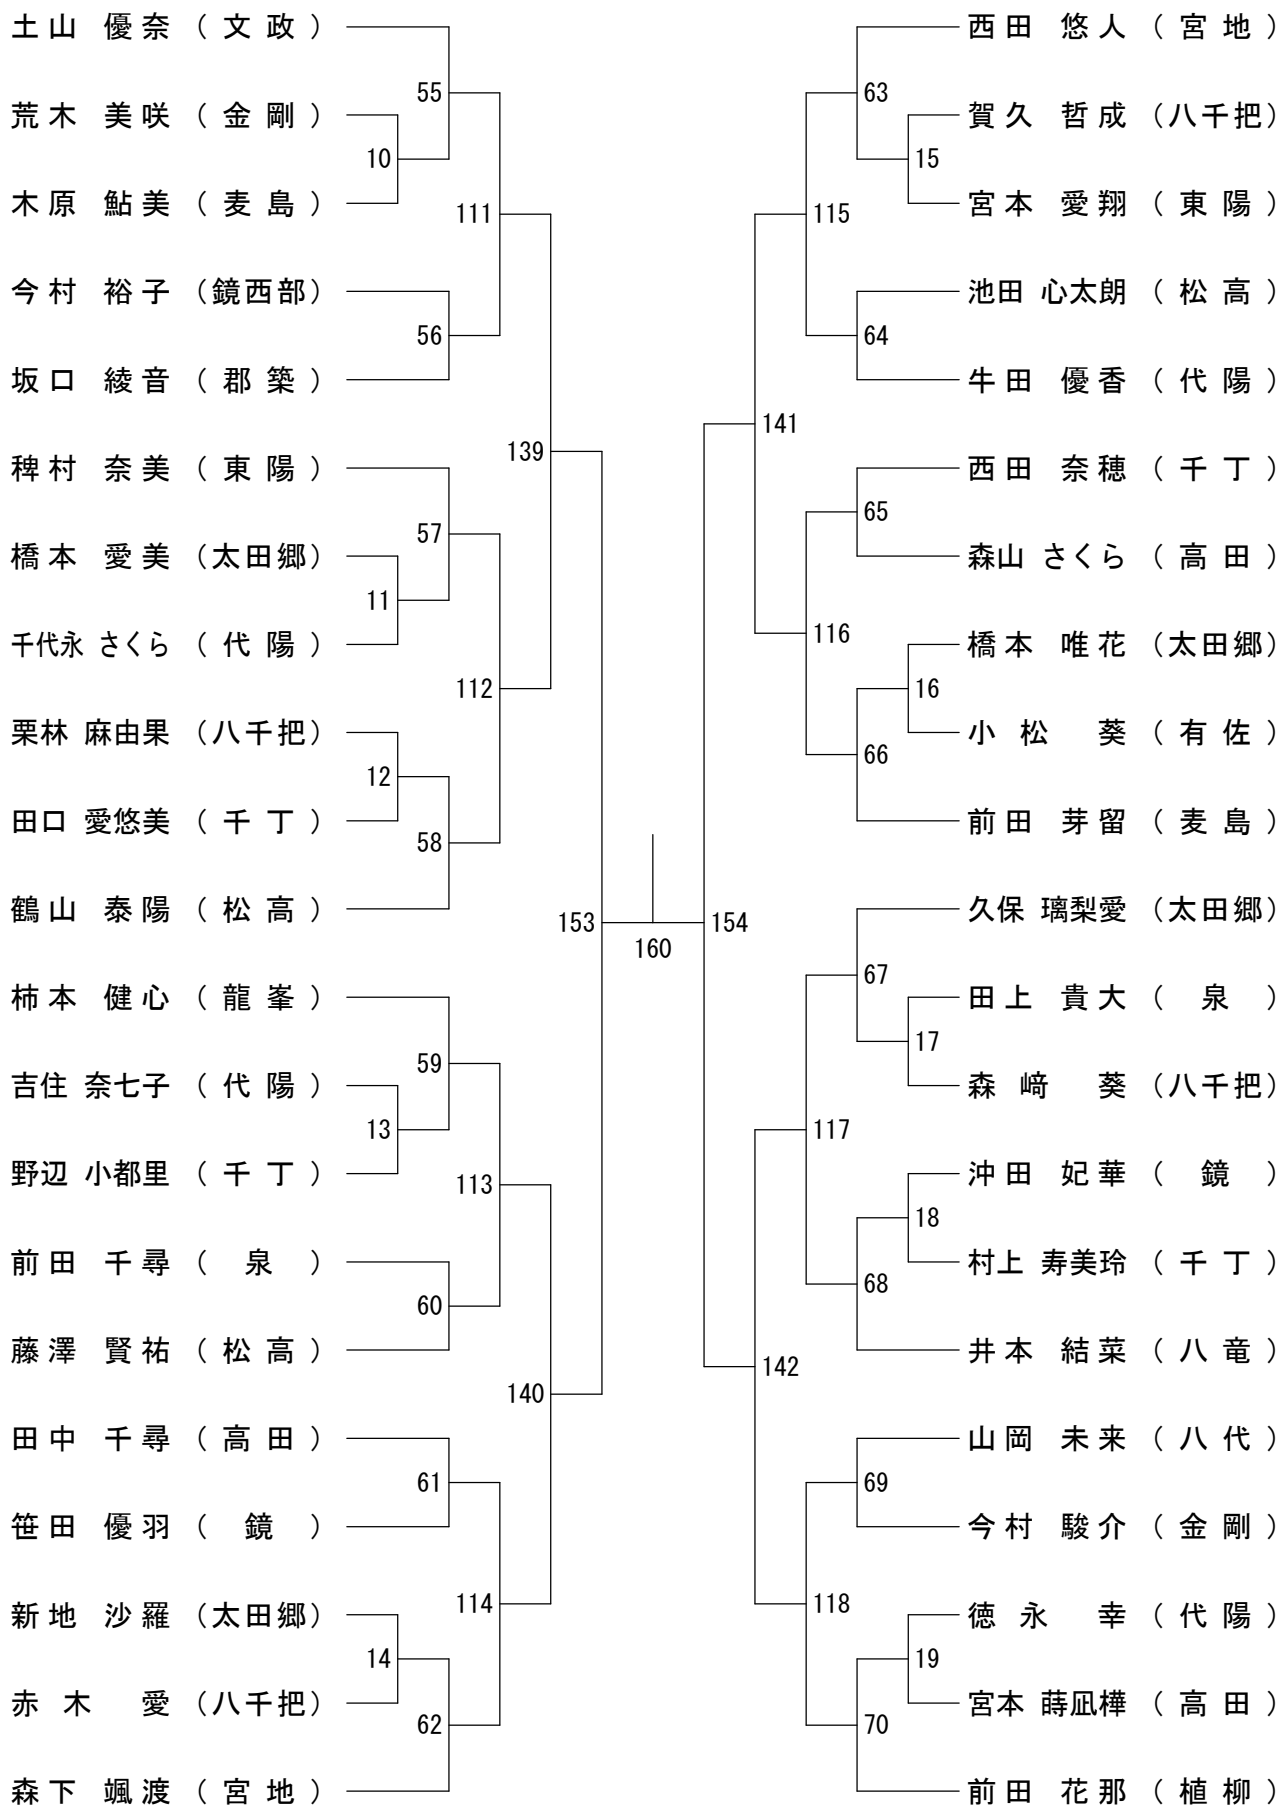 土山 優奈 （ 文政 ）
荒木 美咲 （ 金剛 ）
木原 鮎美 （ 麦島 ）
今村 裕子 （鏡西部）
坂口 綾音 （ 郡築 ）
稗村 奈美 （ 東陽 ）
橋本 愛美 （太田郷）
千代永 さくら （ 代陽 ）
栗林 麻由果 （八千把）
田口 愛悠美 （ 千丁 ）
鶴山 泰陽 （ 松高 ）
柿本 健心 （ 龍峯 ）
吉住 奈七子 （ 代陽 ）
野辺 小都里 （ 千丁 ）
前田 千尋 （ 泉 ）
藤澤 賢祐 （ 松高 ）
田中 千尋 （ 高田 ）
笹田 優羽 （ 鏡 ）
新地 沙羅 （太田郷）
赤木 愛 （八千把）
森下 颯渡 （ 宮地 ）
10
11
12
13
14
55
56
57
58
59
60
61
62
111
112
113
114
139
140
153
160
154
141
142
115
116
117
118
63
64
65
66
67
68
69
70
15
16
17
18
19
西田 悠人 （ 宮地 ）
賀久 哲成 （八千把）
宮本 愛翔 （ 東陽 ）
池田 心太朗 （ 松高 ）
牛田 優香 （ 代陽 ）
西田 奈穂 （ 千丁 ）
森山 さくら （ 高田 ）
橋本 唯花 （太田郷）
小松 葵 （ 有佐 ）
前田 芽留 （ 麦島 ）
久保 璃梨愛 （太田郷）
田上 貴大 （ 泉 ）
森﨑 葵 （八千把）
沖田 妃華 （ 鏡 ）
村上 寿美玲 （ 千丁 ）
井本 結菜 （ 八竜 ）
山岡 未来 （ 八代 ）
今村 駿介 （ 金剛 ）
徳永 幸 （ 代陽 ）
宮本 蒔凪樺 （ 高田 ）
前田 花那 （ 植柳 ）